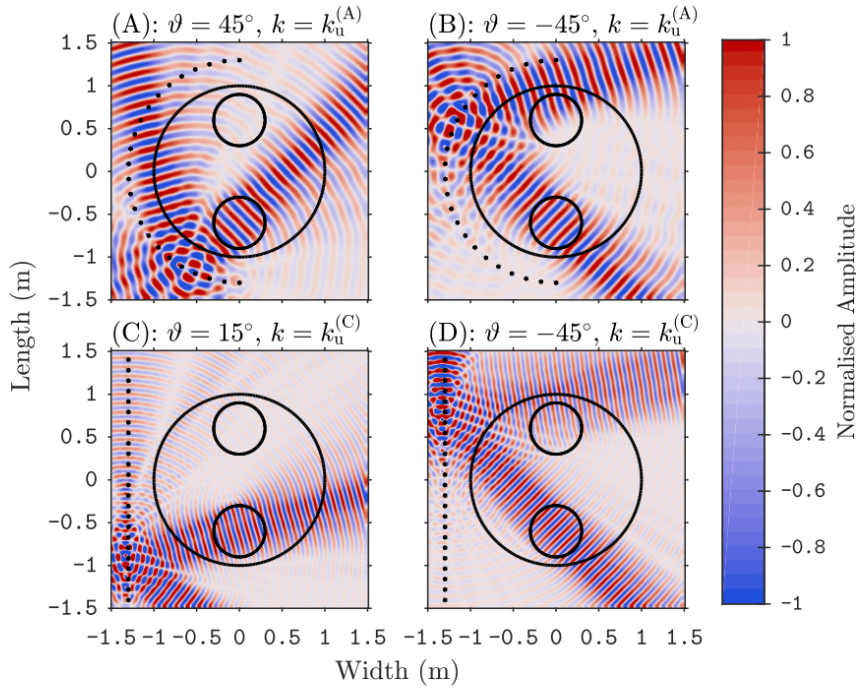 (A): ϑ = 45°, k = k_u^(A)
(B): ϑ = −45°, k = k_u^(A)
1.5
1
0.5
0
−0.5
−1
−1.5
(C): ϑ = 15°, k = k_u^(C)
(D): ϑ = −45°, k = k_u^(C)
1.5
1
0.5
0
−0.5
−1
−1.5
−1.5 −1 −0.5 0 0.5 1 1.5
−1.5 −1 −0.5 0 0.5 1 1.5
Width (m)
Length (m)
1
0.8
0.6
0.4
0.2
0
−0.2
−0.4
−0.6
−0.8
−1
Normalised Amplitude